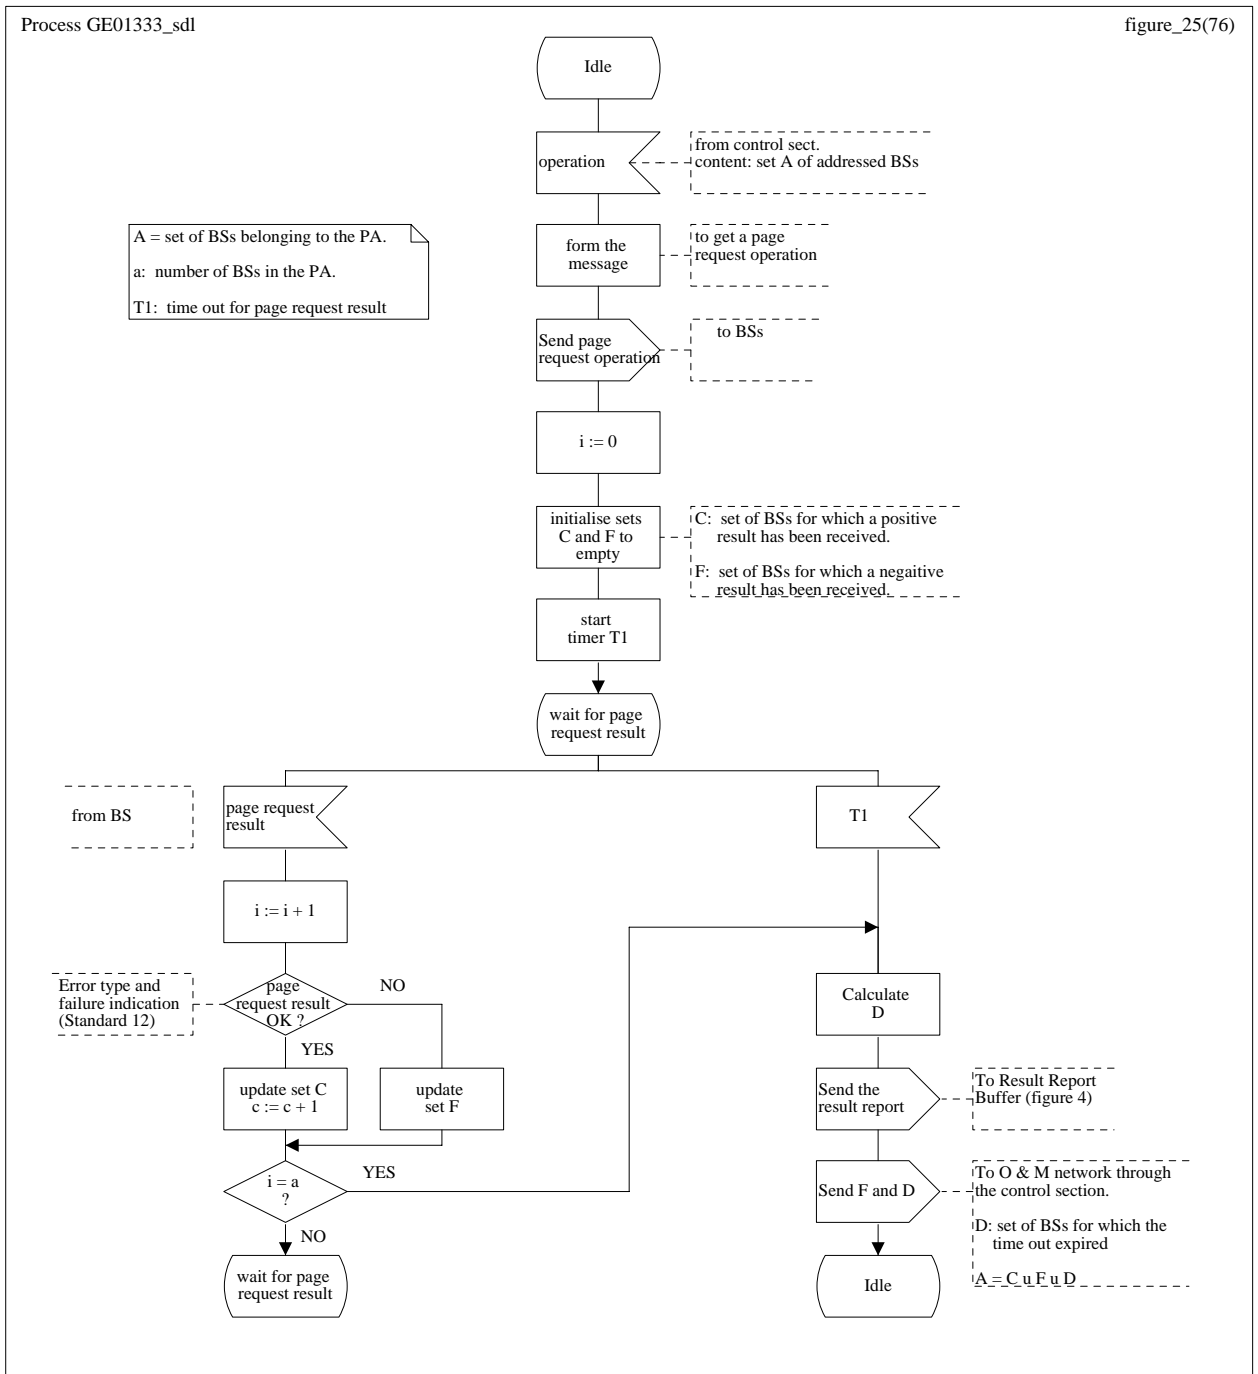 Process GE01333_sdl
figure_25(76)
Idle
operation
from control sect.
content: set A of addressed BSs
A = set of BSs belonging to the PA.
a: number of BSs in the PA.
T1: time out for page request result
form the
message
to get a page
request operation
Send page
request operation
to BSs
i := 0
initialise sets
C and F to
empty
C: set of BSs for which a positive
result has been received.
F: set of BSs for which a negaitive
result has been received.
start
timer T1
wait for page
request result
from BS
page request
result
T1
i := i + 1
Error type and
failure indication
(Standard 12)
page
request result
OK ?
NO
YES
Calculate
D
update set C
c := c + 1
update
set F
Send the
result report
To Result Report
Buffer (figure 4)
i = a
?
YES
NO
Send F and D
To O & M network through
the control section.
D: set of BSs for which the
time out expired
A = C u F u D
wait for page
request result
Idle